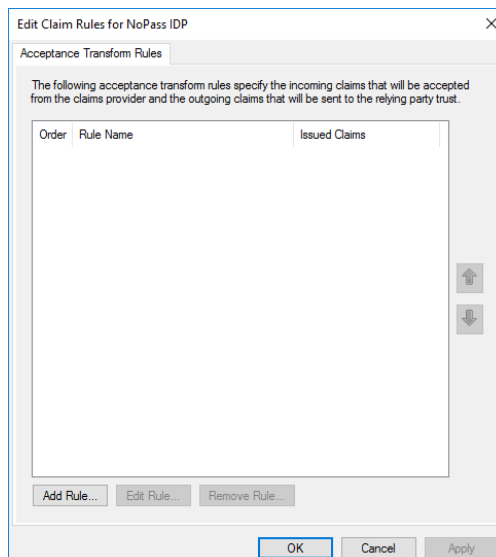 Edit Claim Rules for NoPass IDP
Acceptance Transform Rules
The following acceptance transform rules specify the incoming claims that will be accepted
from the claims provider and the outgoing claims that will be sent to the relying party trust.
Order Rule Name Issued Claims
Add Rule... Edit Rule... Remove Rule...
OK Cancel Apply